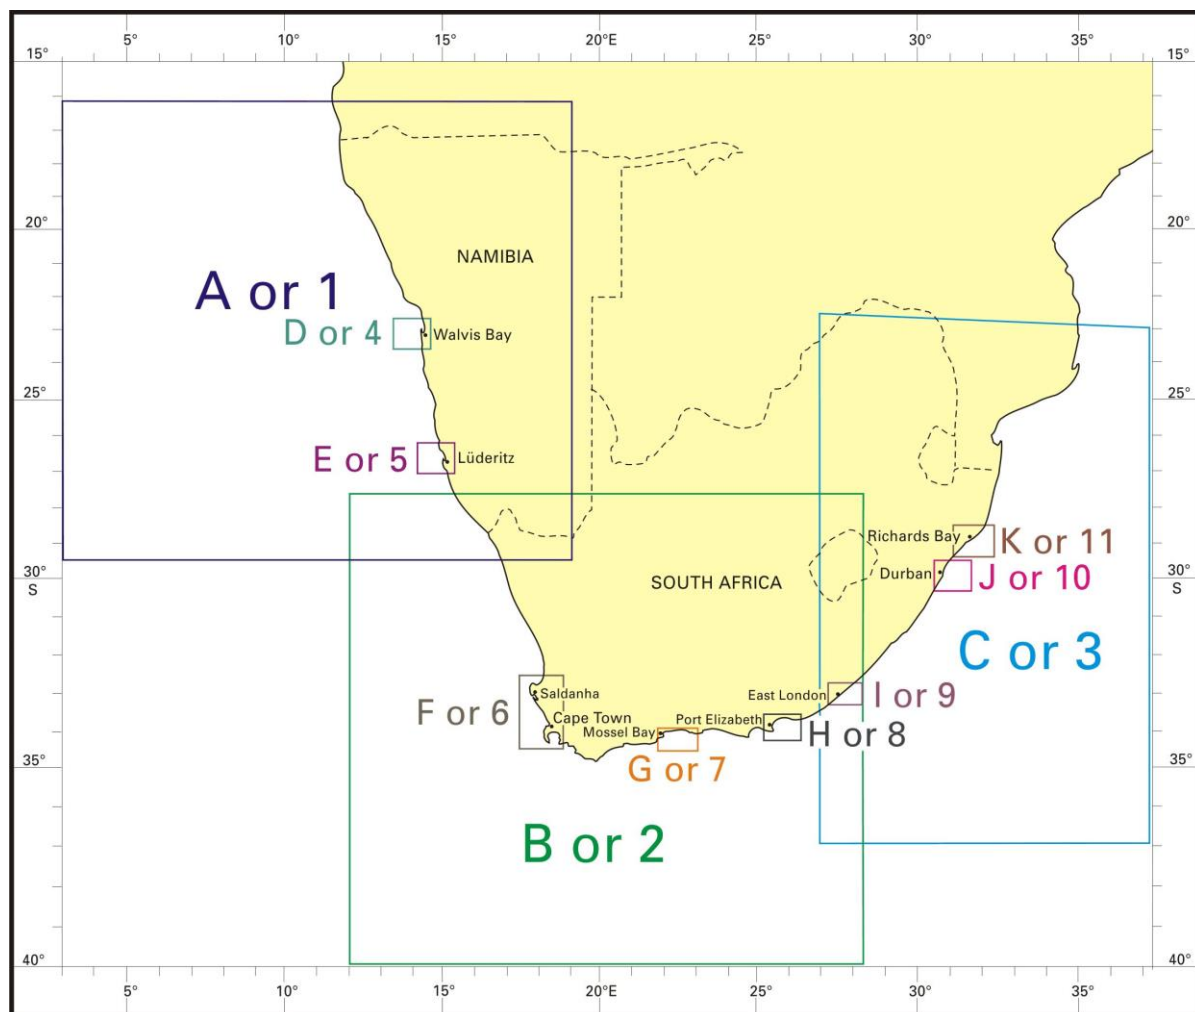 5° 10° 15° 20°E 25° 30° 35°
15° 15°
20° 20°
NAMIBIA
A or 1
D or 4 Walvis Bay
25° 25°
E or 5 Lüderitz
Richards Bay K or 11
30° 30°
S S
SOUTH AFRICA
Durban J or 10
C or 3
Saldanha
East London I or 9
F or 6
Cape Town
Port Elizabeth
Mossel Bay
H or 8
35° 35°
G or 7
B or 2
40° 40°
5° 10° 15° 20°E 25° 30° 35°